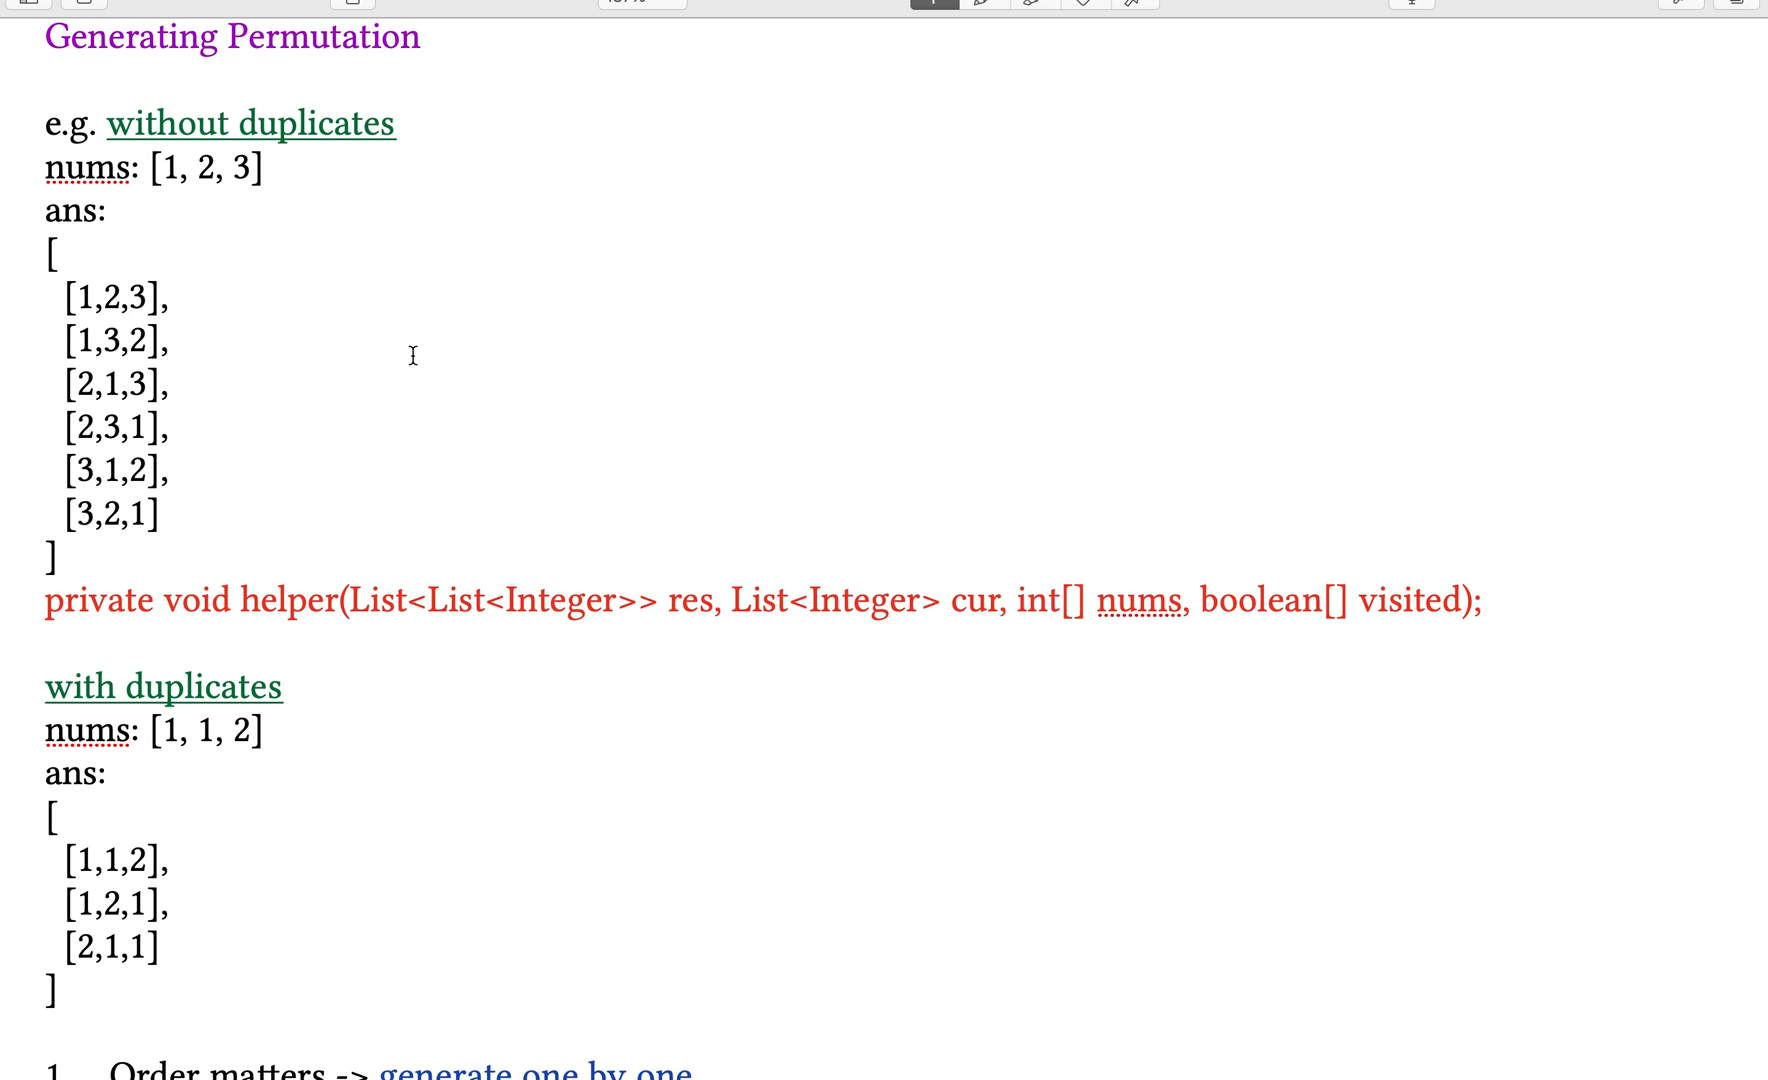 Generating Permutation
e.g. without duplicates
nums: [1, 2, 3]
ans:
[
[1,2,3],
[1,3,2],
[2,1,3],
[2,3,1],
[3,1,2],
[3,2,1]
]
private void helper(List<List<Integer>> res, List<Integer> cur, int[] nums, boolean[] visited);
with duplicates
nums: [1, 1, 2]
ans:
[
[1,1,2],
[1,2,1],
[2,1,1]
]
1. Order matters -> generate one by one